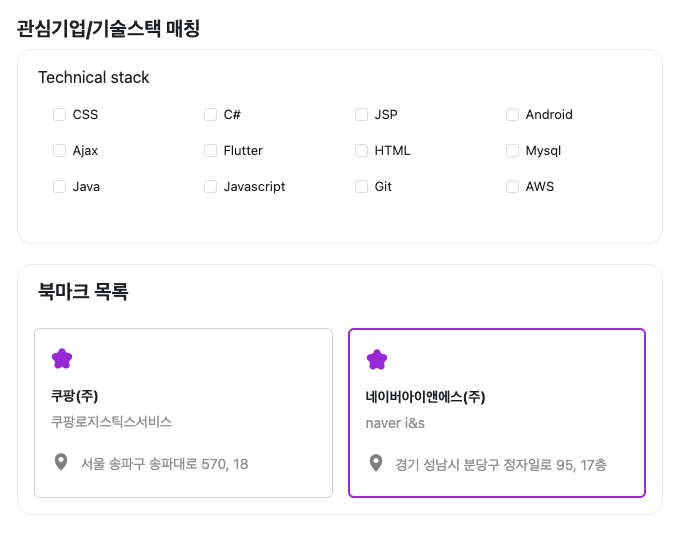 관심기업/기술스택 매칭
Technical stack
CSS C# JSP Android
Ajax Flutter HTML Mysql
Java Javascript Git AWS
북마크 목록
쿠팡(주)
쿠팡로지스틱스서비스
서울 송파구 송파대로 570, 18
네이버아이앤에스(주)
naver i&s
경기 성남시 분당구 정자일로 95, 17층